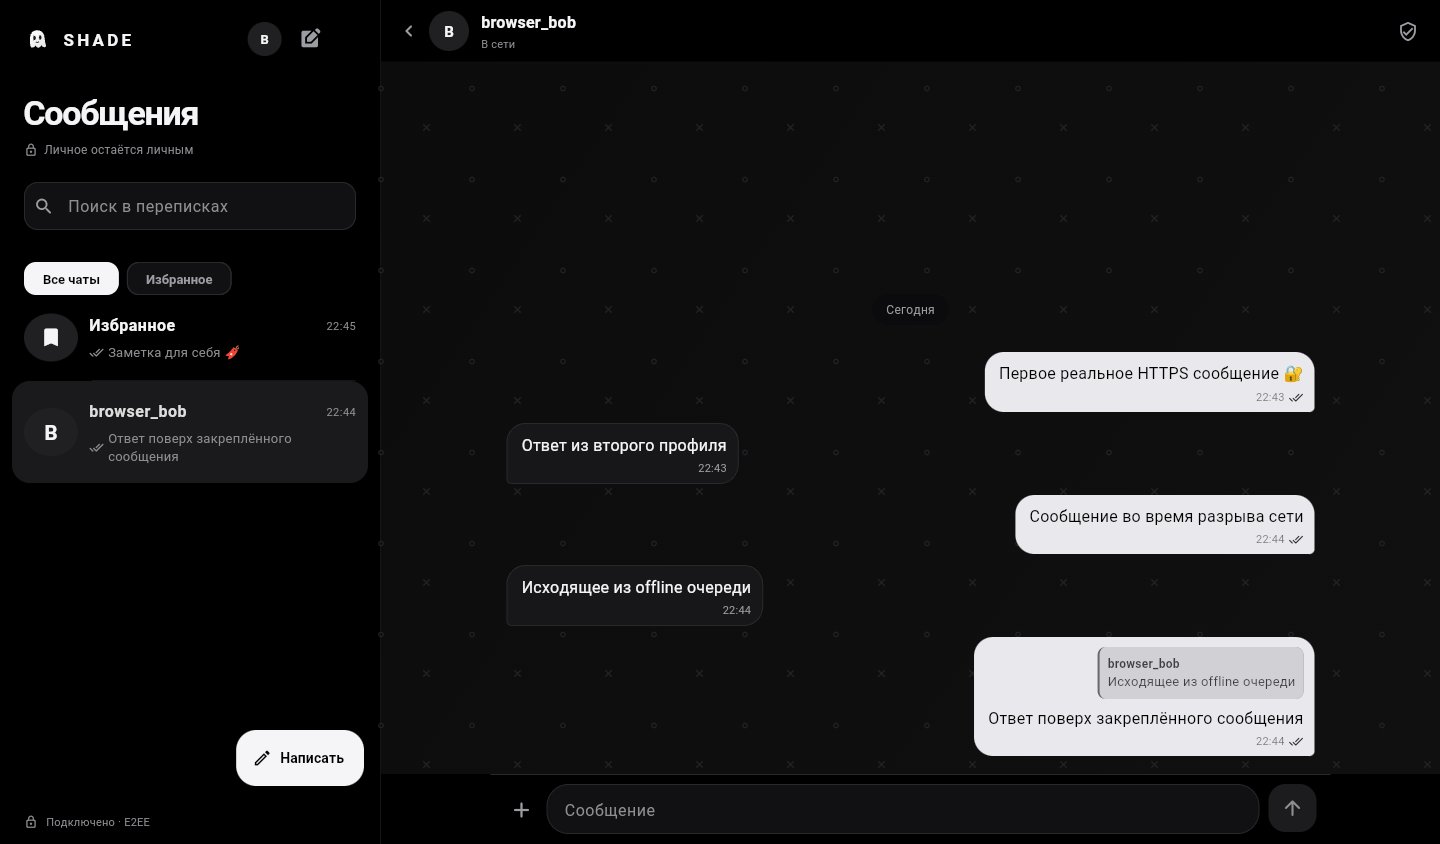 SHADE
B
Сообщения
Личное остаётся личным
Поиск в переписках
Все чаты
Избранное
Избранное
22:45
Заметка для себя 🧨
B
browser_bob
22:44
Ответ поверх закреплённого
сообщения
Написать
Подключено · E2EE
B
browser_bob
В сети
Сегодня
Первое реальное HTTPS сообщение 🔐
22:43
Ответ из второго профиля
22:43
Сообщение во время разрыва сети
22:44
Исходящее из offline очереди
22:44
browser_bob
Исходящее из offline очереди
Ответ поверх закреплённого сообщения
22:44
Сообщение